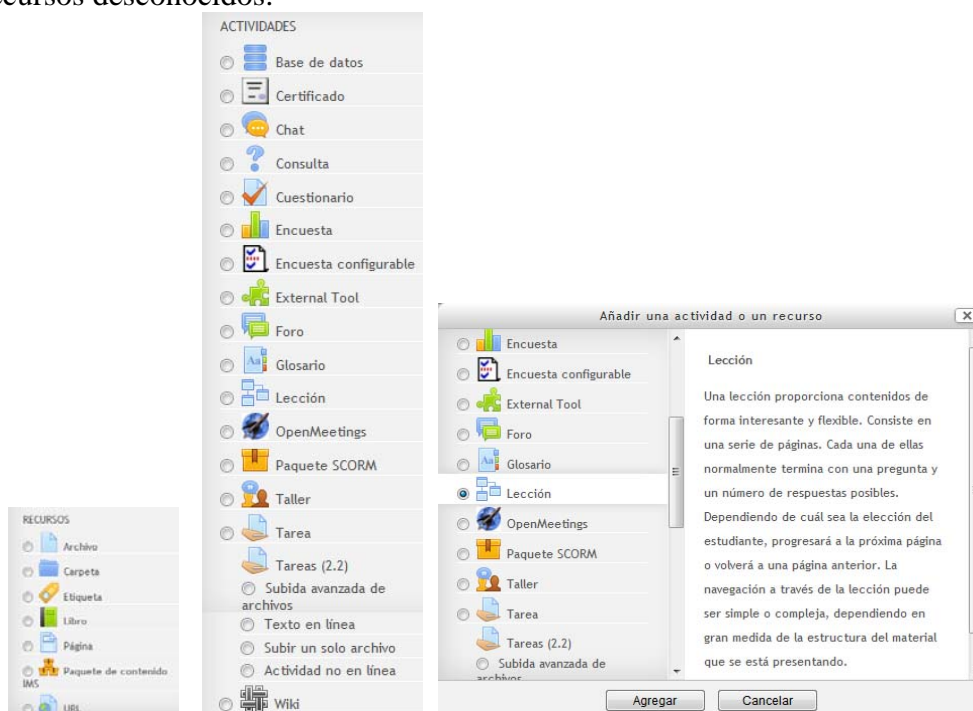 ecursos desconocidos.
ACTIVIDADES
Base de datos
Certificado
Chat
Consulta
Cuestionario
Encuesta
Encuesta configurable
External Tool
Foro
Glosario
Lección
OpenMeetings
Paquete SCORM
Taller
Tarea
Tareas (2.2)
Subida avanzada de
archivos
Texto en línea
Subir un solo archivo
Actividad no en línea
Wiki
RECURSOS
Archivo
Carpeta
Etiqueta
Libro
Página
Paquete de contenido
IMS
URL
Añadir una actividad o un recurso
Encuesta
Encuesta configurable
External Tool
Foro
Glosario
Lección
OpenMeetings
Paquete SCORM
Taller
Tarea
Tareas (2.2)
Subida avanzada de
archivos
Lección
Una lección proporciona contenidos de
forma interesante y flexible. Consiste en
una serie de páginas. Cada una de ellas
normalmente termina con una pregunta y
un número de respuestas posibles.
Dependiendo de cuál sea la elección del
estudiante, progresará a la próxima página
o volverá a una página anterior. La
navegación a través de la lección puede
ser simple o compleja, dependiendo en
gran medida de la estructura del material
que se está presentando.
Agregar
Cancelar